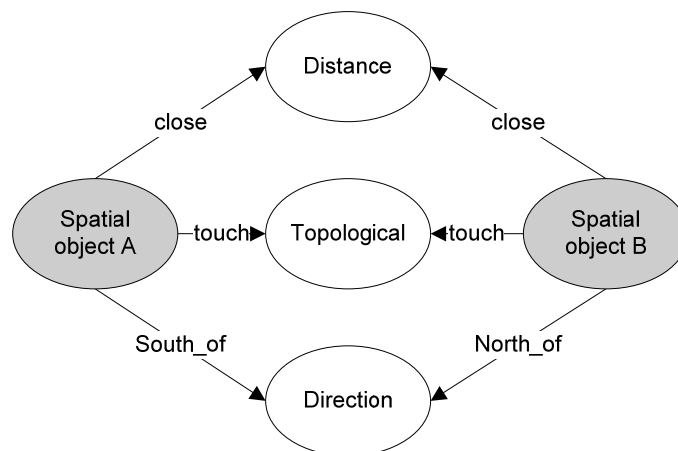 Distance
close
close
Spatial
object A
touch
Topological
touch
Spatial
object B
South_of
North_of
Direction